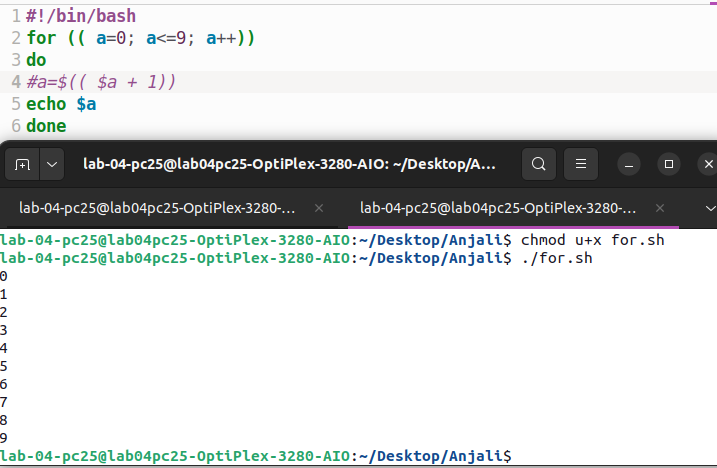 1 #!/bin/bash
2 for (( a=0; a<=9; a++))
3 do
4 #a=$(( $a + 1))
5 echo $a
6 done
lab-04-pc25@lab04pc25-OptiPlex-3280-AIO: ~/Desktop/A...
lab-04-pc25@lab04pc25-OptiPlex-3280-... × lab-04-pc25@lab04pc25-OptiPlex-3280-... ×
lab-04-pc25@lab04pc25-OptiPlex-3280-AIO:~/Desktop/Anjali$ chmod u+x for.sh
lab-04-pc25@lab04pc25-OptiPlex-3280-AIO:~/Desktop/Anjali$ ./for.sh
0
1
2
3
4
5
6
7
8
9
lab-04-pc25@lab04pc25-OptiPlex-3280-AIO:~/Desktop/Anjali$